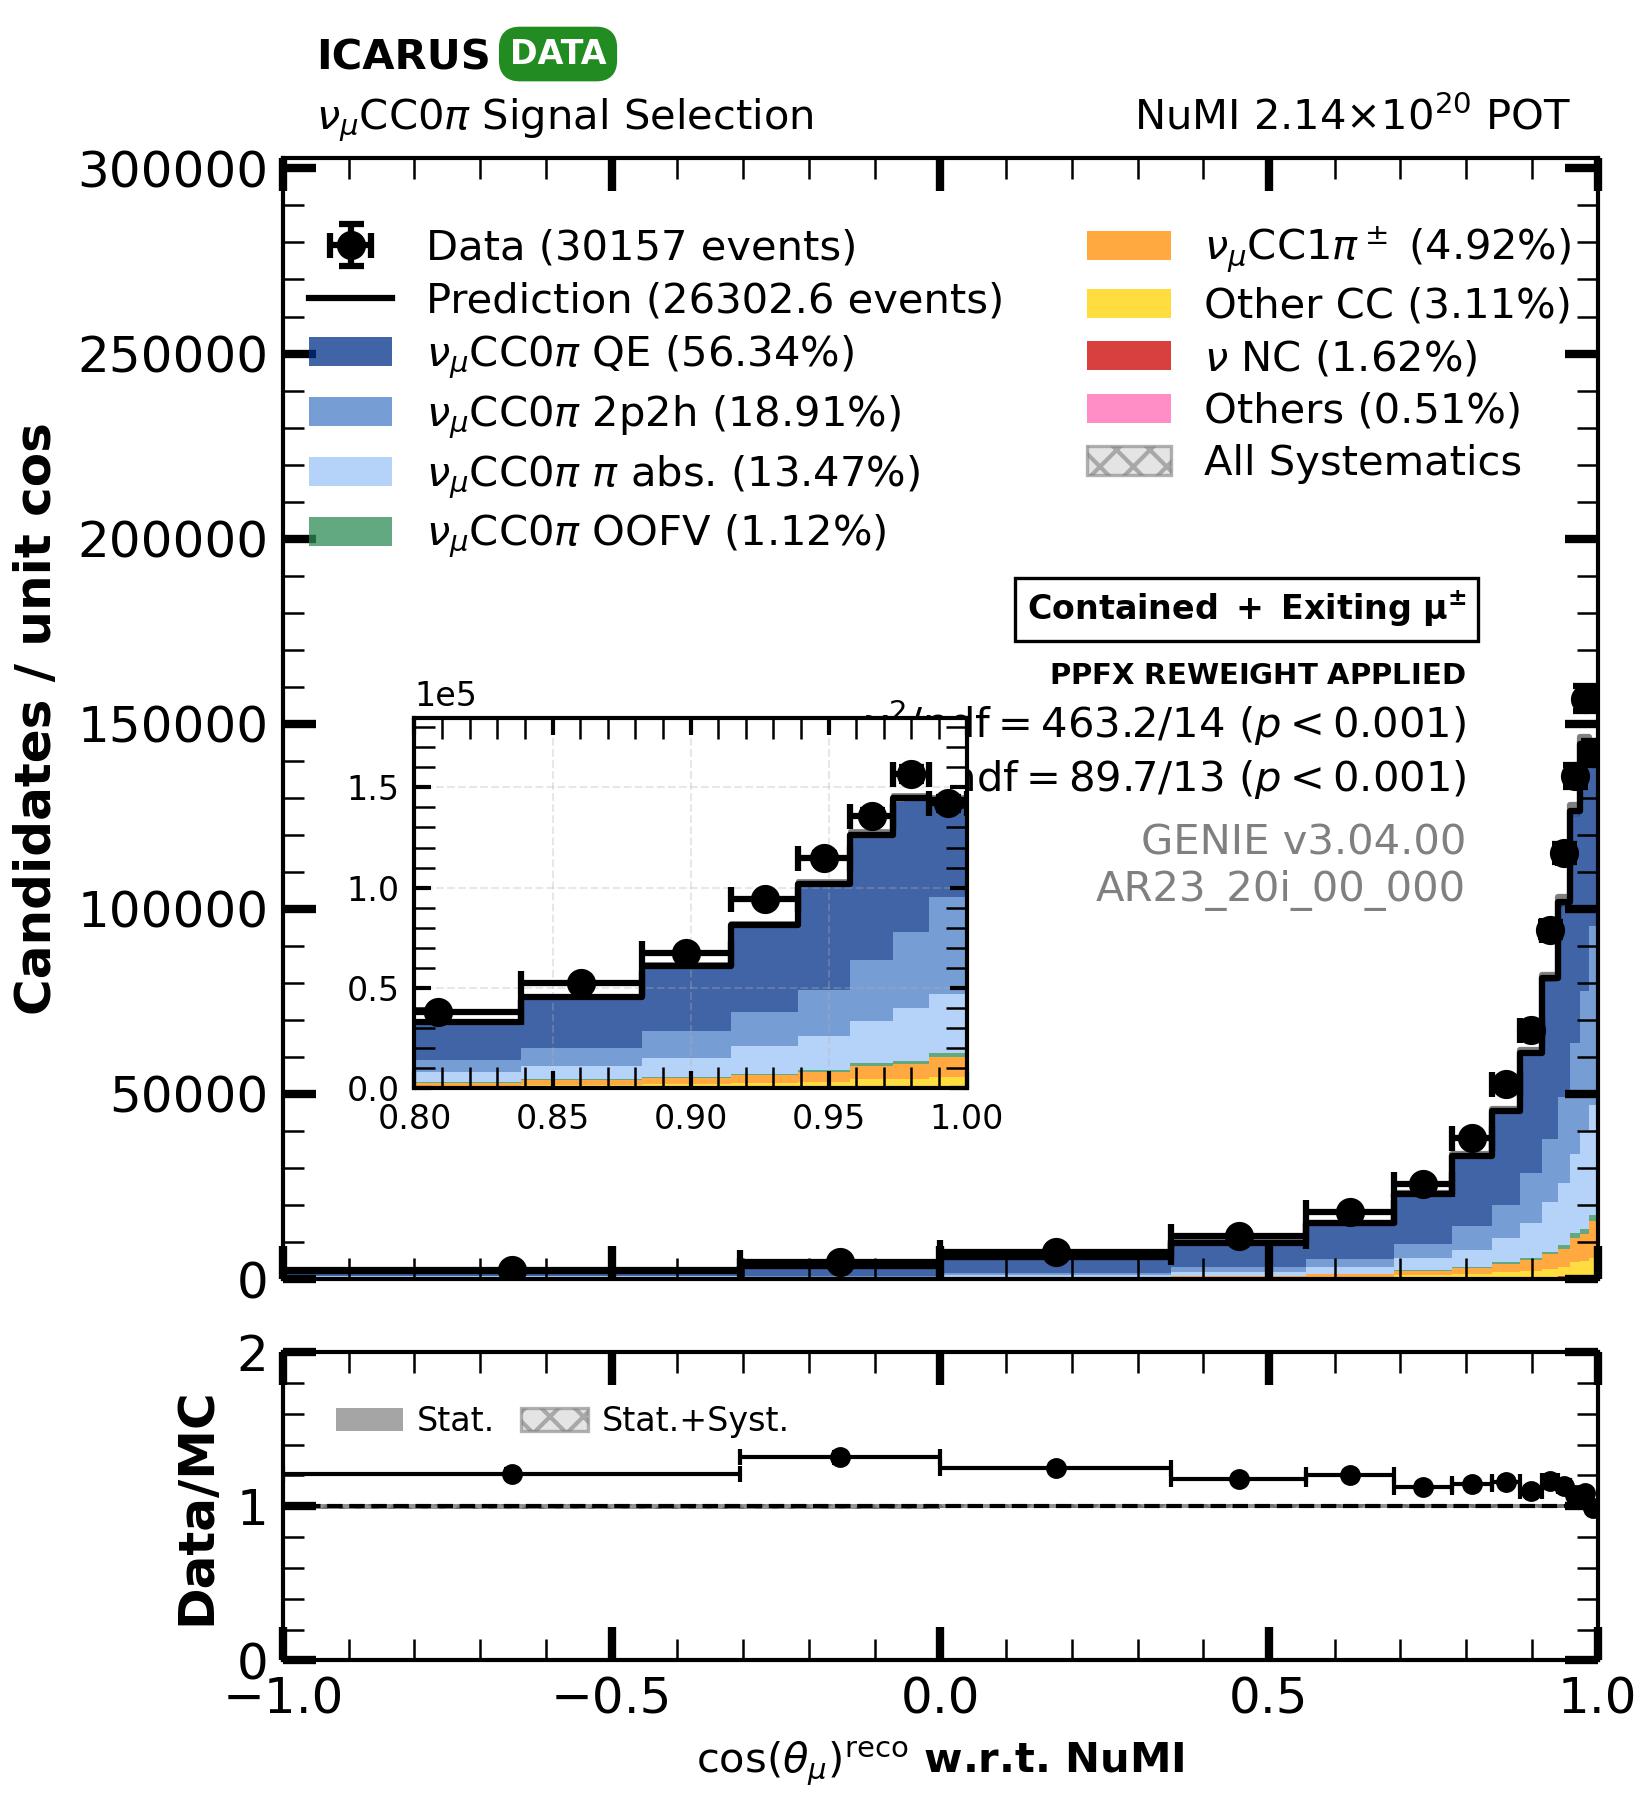 ICARUS DATA
νμCC0π Signal Selection
NuMI 2.14×10²⁰ POT
300000
250000
200000
150000
100000
50000
0
Candidates / unit cos
Data (30157 events)
Prediction (26302.6 events)
νμCC0π QE (56.34%)
νμCC0π 2p2h (18.91%)
νμCC0π π abs. (13.47%)
νμCC0π OOFV (1.12%)
νμCC1π± (4.92%)
Other CC (3.11%)
ν NC (1.62%)
Others (0.51%)
All Systematics
Contained + Exiting μ±
PPFX REWEIGHT APPLIED
df = 463.2/14 (p < 0.001)
ndf = 89.7/13 (p < 0.001)
GENIE v3.04.00
AR23_20i_00_000
1e5
1.5
1.0
0.5
0.0
0.80 0.85 0.90 0.95 1.00
2
1
0
Data/MC
Stat. Stat.+Syst.
−1.0 −0.5 0.0 0.5 1.0
cos(θμ)ʳᵉᶜᵒ w.r.t. NuMI